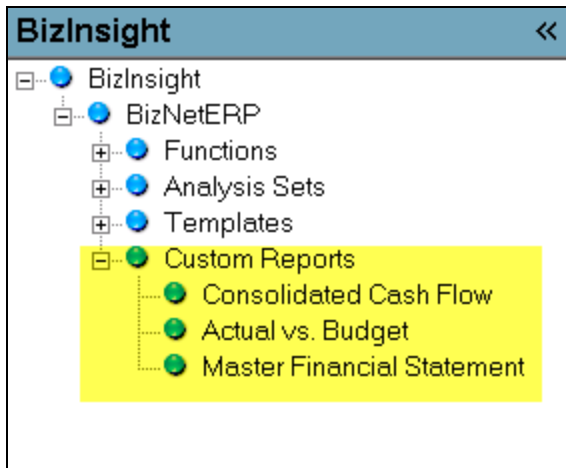 BizInsight «
BizInsight
BizNetERP
Functions
Analysis Sets
Templates
Custom Reports
Consolidated Cash Flow
Actual vs. Budget
Master Financial Statement